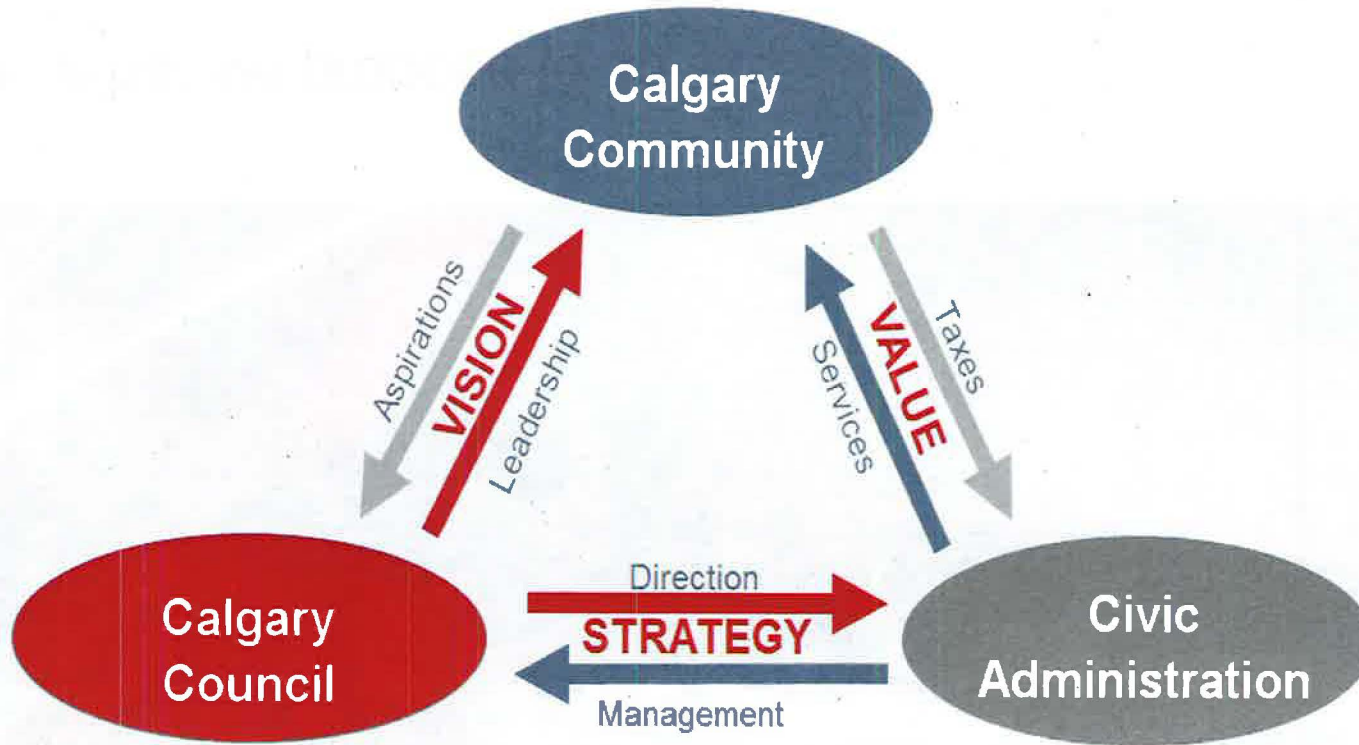 Calgary
Community
Aspirations
VISION
Leadership
Services
VALUE
Taxes
Calgary
Council
Direction
STRATEGY
Management
Civic
Administration